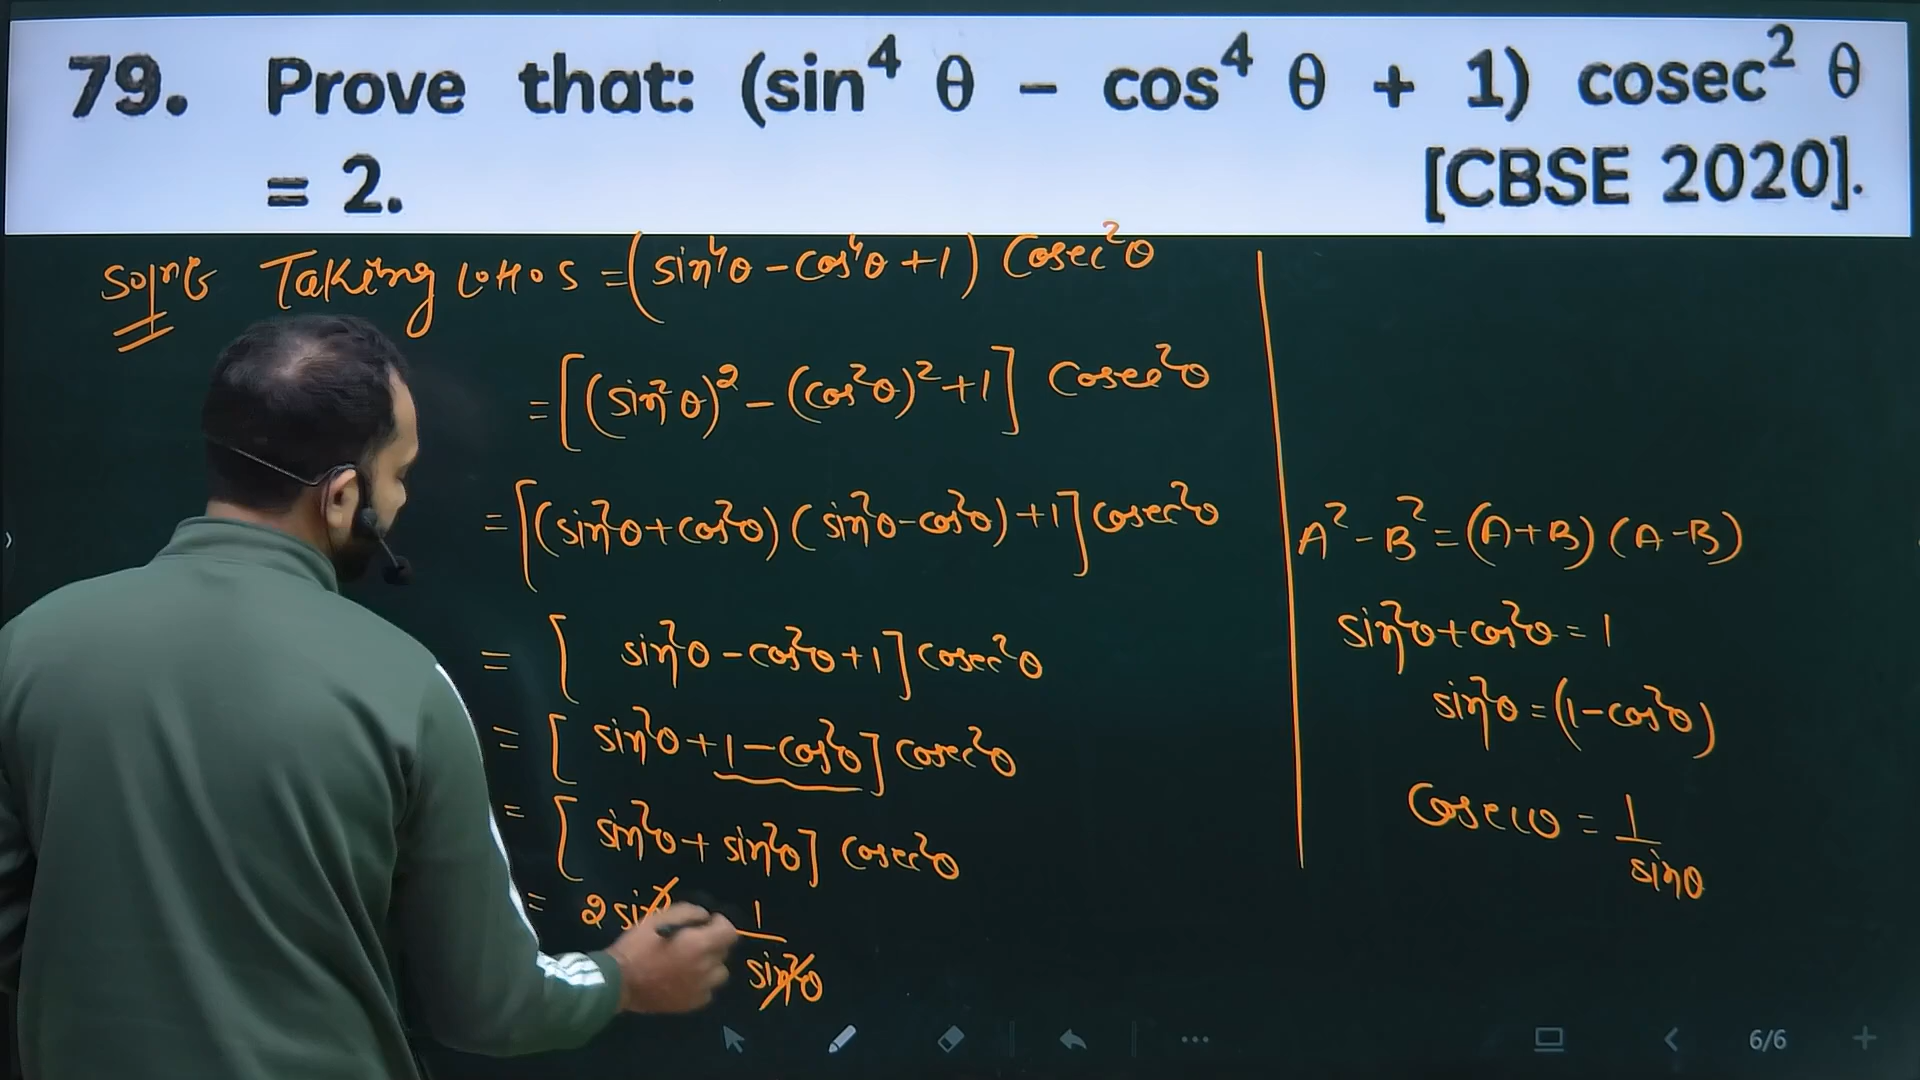 79. Prove that: (sin⁴ θ − cos⁴ θ + 1) cosec² θ
= 2. [CBSE 2020].
Taking L.H.S = (sin⁴θ − cos⁴θ + 1) Cosec²θ
= [(sin²θ)² − (cos²θ)² + 1] Cosec²θ
= [(sin²θ + cos²θ) (sin²θ − cos²θ) + 1] cosec²θ
= [ sin²θ − cos²θ + 1] cosec²θ
= [ sin²θ + 1 − cos²θ] cosec²θ
= [ sin²θ + sin²θ] cosec²θ
= 2 sin² 1/sin²θ
A² − B² = (A+B) (A−B)
sin²θ + cos²θ = 1
sin²θ = (1 − cos²θ)
Cosecθ = 1/sinθ
6/6